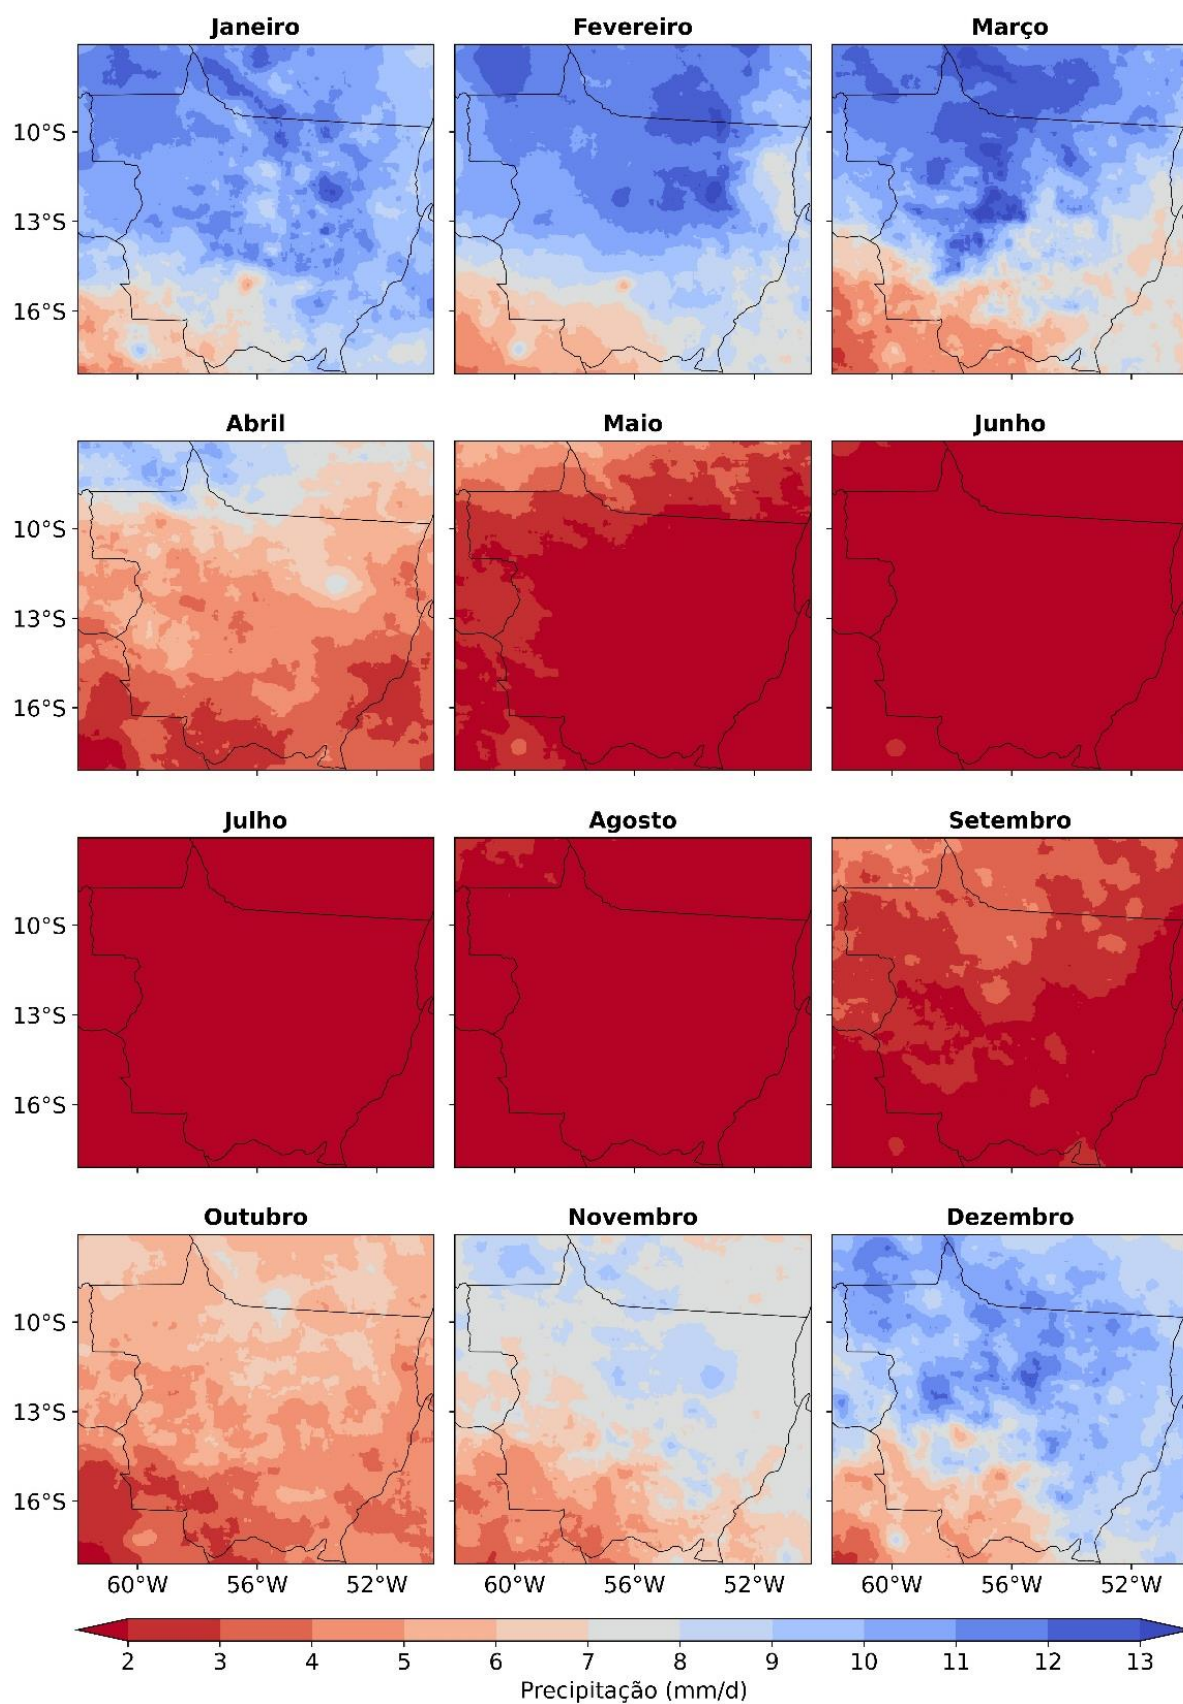 Janeiro Fevereiro Março
10°S
13°S
16°S
Abril Maio Junho
10°S
13°S
16°S
Julho Agosto Setembro
10°S
13°S
16°S
Outubro Novembro Dezembro
10°S
13°S
16°S
60°W 56°W 52°W 60°W 56°W 52°W 60°W 56°W 52°W
2 3 4 5 6 7 8 9 10 11 12 13
Precipitação (mm/d)